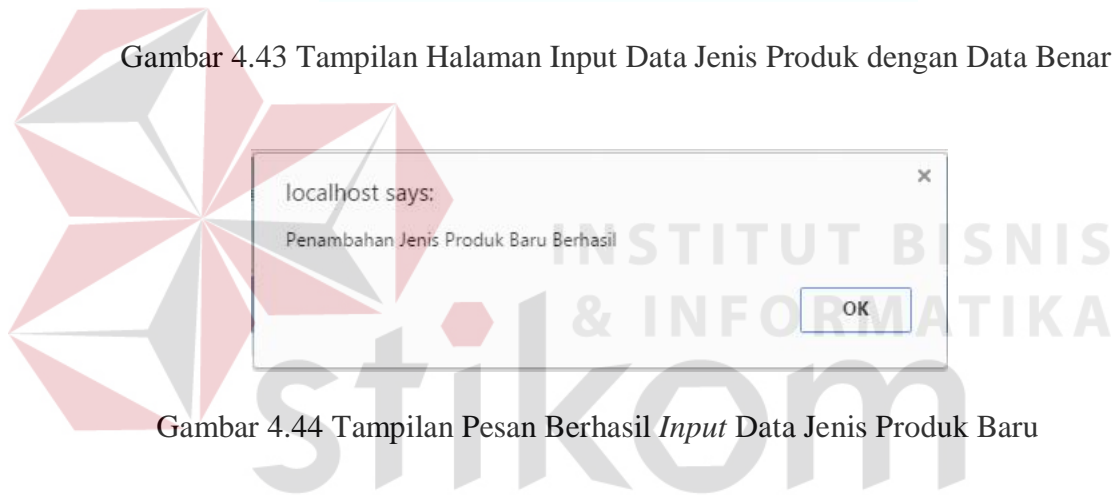 Gambar 4.43 Tampilan Halaman Input Data Jenis Produk dengan Data Benar
localhost says:
×
Penambahan Jenis Produk Baru Berhasil
INSTITUT BISNIS
& INFORMATIKA
OK
stikom
Gambar 4.44 Tampilan Pesan Berhasil Input Data Jenis Produk Baru